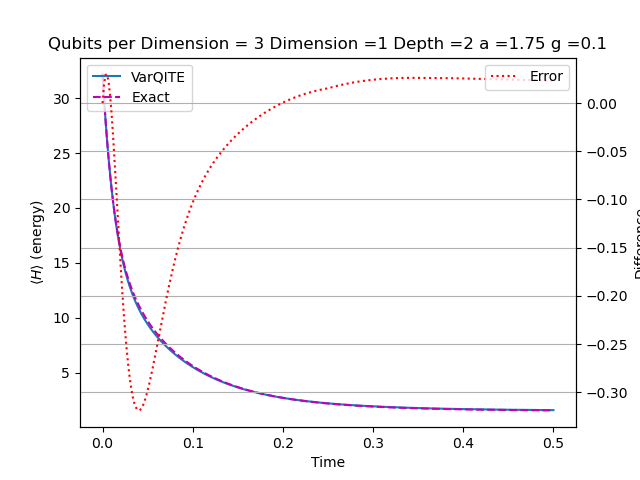 Qubits per Dimension = 3 Dimension =1 Depth =2 a =1.75 g =0.1
VarQITE
Exact
Error
30
25
20
15
10
5
⟨H⟩ (energy)
0.00
−0.05
−0.10
−0.15
−0.20
−0.25
−0.30
Difference
0.0 0.1 0.2 0.3 0.4 0.5
Time